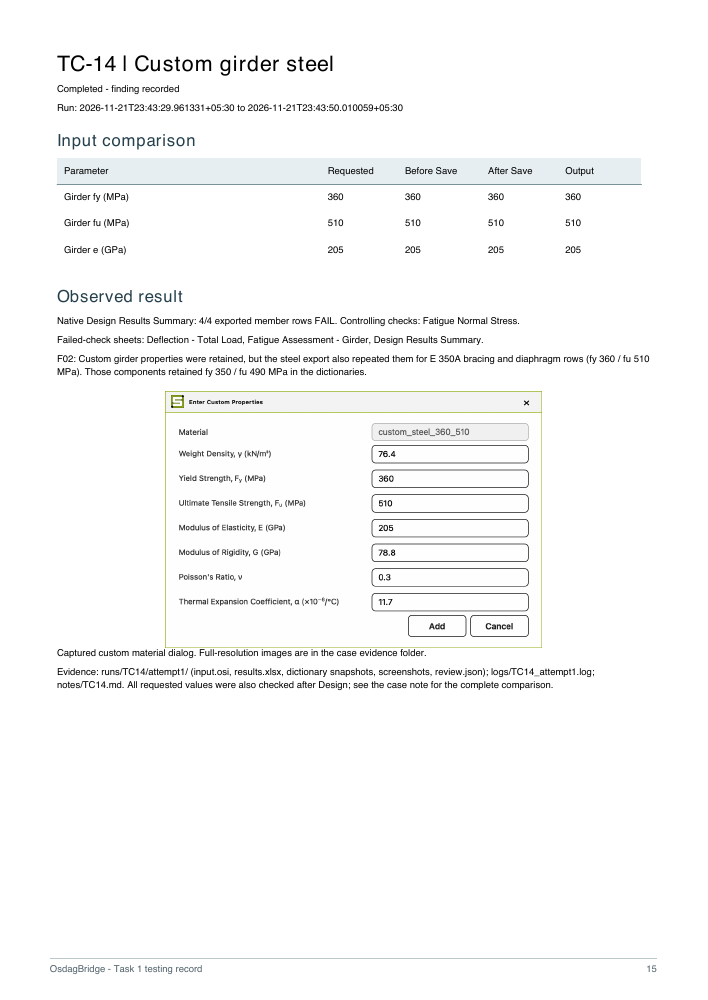 TC-14 | Custom girder steel
Completed - finding recorded
Run: 2026-11-21T23:43:29.961331+05:30 to 2026-11-21T23:43:50.010059+05:30
Input comparison
Parameter Requested Before Save After Save Output
Girder fy (MPa) 360 360 360 360
Girder fu (MPa) 510 510 510 510
Girder e (GPa) 205 205 205 205
Observed result
Native Design Results Summary: 4/4 exported member rows FAIL. Controlling checks: Fatigue Normal Stress.
Failed-check sheets: Deflection - Total Load, Fatigue Assessment - Girder, Design Results Summary.
F02: Custom girder properties were retained, but the steel export also repeated them for E 350A bracing and diaphragm rows (fy 360 / fu 510
MPa). Those components retained fy 350 / fu 490 MPa in the dictionaries.
Enter Custom Properties ×
Material custom_steel_360_510
Weight Density, γ (kN/m³) 76.4
Yield Strength, Fᵧ (MPa) 360
Ultimate Tensile Strength, Fᵤ (MPa) 510
Modulus of Elasticity, E (GPa) 205
Modulus of Rigidity, G (GPa) 78.8
Poisson's Ratio, ν 0.3
Thermal Expansion Coefficient, α (×10⁻⁶/°C) 11.7
Add Cancel
Captured custom material dialog. Full-resolution images are in the case evidence folder.
Evidence: runs/TC14/attempt1/ (input.osi, results.xlsx, dictionary snapshots, screenshots, review.json); logs/TC14_attempt1.log;
notes/TC14.md. All requested values were also checked after Design; see the case note for the complete comparison.
OsdagBridge - Task 1 testing record 15